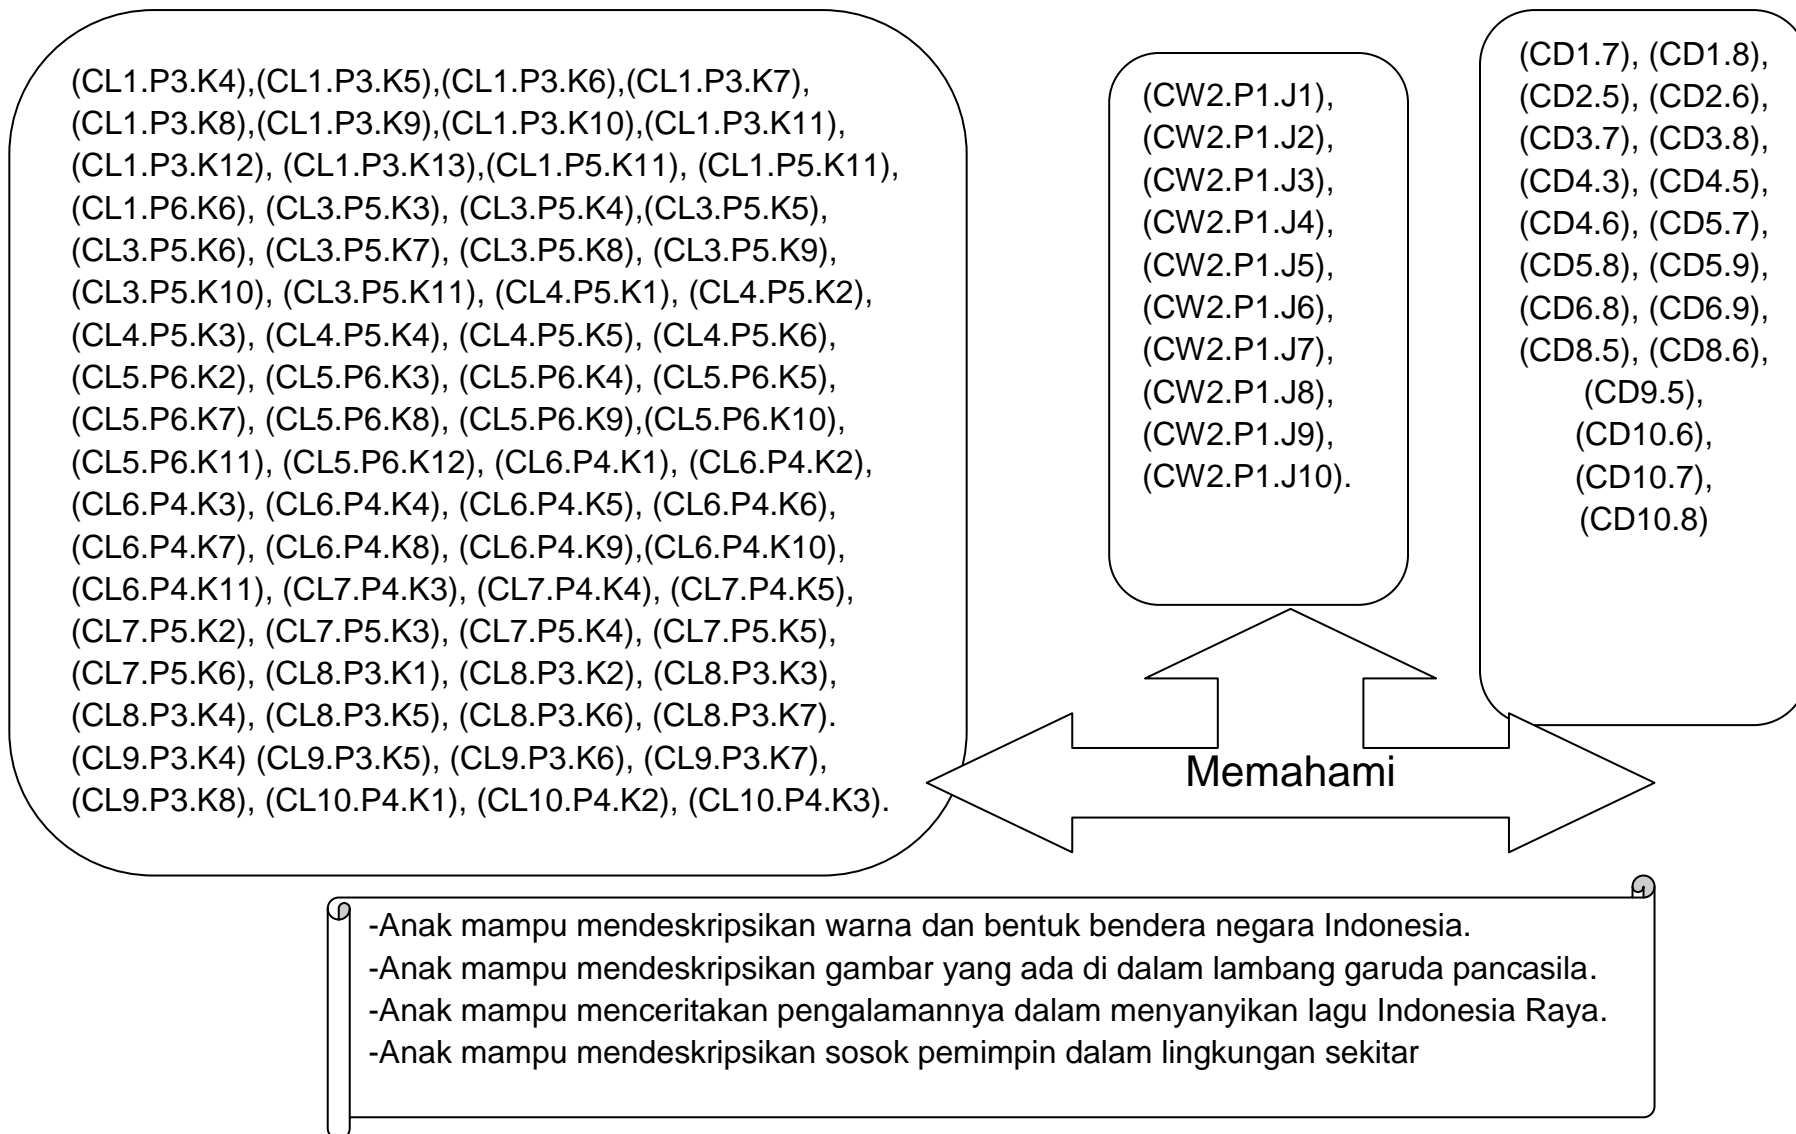 (CL1.P3.K4),(CL1.P3.K5),(CL1.P3.K6),(CL1.P3.K7),
(CL1.P3.K8),(CL1.P3.K9),(CL1.P3.K10),(CL1.P3.K11),
(CL1.P3.K12), (CL1.P3.K13),(CL1.P5.K11), (CL1.P5.K11),
(CL1.P6.K6), (CL3.P5.K3), (CL3.P5.K4),(CL3.P5.K5),
(CL3.P5.K6), (CL3.P5.K7), (CL3.P5.K8), (CL3.P5.K9),
(CL3.P5.K10), (CL3.P5.K11), (CL4.P5.K1), (CL4.P5.K2),
(CL4.P5.K3), (CL4.P5.K4), (CL4.P5.K5), (CL4.P5.K6),
(CL5.P6.K2), (CL5.P6.K3), (CL5.P6.K4), (CL5.P6.K5),
(CL5.P6.K7), (CL5.P6.K8), (CL5.P6.K9),(CL5.P6.K10),
(CL5.P6.K11), (CL5.P6.K12), (CL6.P4.K1), (CL6.P4.K2),
(CL6.P4.K3), (CL6.P4.K4), (CL6.P4.K5), (CL6.P4.K6),
(CL6.P4.K7), (CL6.P4.K8), (CL6.P4.K9),(CL6.P4.K10),
(CL6.P4.K11), (CL7.P4.K3), (CL7.P4.K4), (CL7.P4.K5),
(CL7.P5.K2), (CL7.P5.K3), (CL7.P5.K4), (CL7.P5.K5),
(CL7.P5.K6), (CL8.P3.K1), (CL8.P3.K2), (CL8.P3.K3),
(CL8.P3.K4), (CL8.P3.K5), (CL8.P3.K6), (CL8.P3.K7).
(CL9.P3.K4) (CL9.P3.K5), (CL9.P3.K6), (CL9.P3.K7),
(CL9.P3.K8), (CL10.P4.K1), (CL10.P4.K2), (CL10.P4.K3).
(CW2.P1.J1),
(CW2.P1.J2),
(CW2.P1.J3),
(CW2.P1.J4),
(CW2.P1.J5),
(CW2.P1.J6),
(CW2.P1.J7),
(CW2.P1.J8),
(CW2.P1.J9),
(CW2.P1.J10).
(CD1.7), (CD1.8),
(CD2.5), (CD2.6),
(CD3.7), (CD3.8),
(CD4.3), (CD4.5),
(CD4.6), (CD5.7),
(CD5.8), (CD5.9),
(CD6.8), (CD6.9),
(CD8.5), (CD8.6),
(CD9.5),
(CD10.6),
(CD10.7),
(CD10.8)
Memahami
-Anak mampu mendeskripsikan warna dan bentuk bendera negara Indonesia.
-Anak mampu mendeskripsikan gambar yang ada di dalam lambang garuda pancasila.
-Anak mampu menceritakan pengalamannya dalam menyanyikan lagu Indonesia Raya.
-Anak mampu mendeskripsikan sosok pemimpin dalam lingkungan sekitar